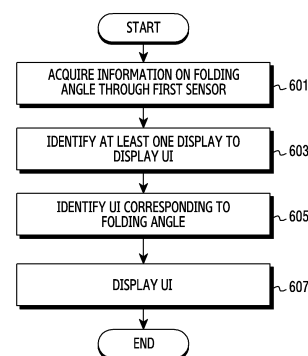 START
ACQUIRE INFORMATION ON FOLDING
ANGLE THROUGH FIRST SENSOR
601
IDENTIFY AT LEAST ONE DISPLAY TO
DISPLAY UI
603
IDENTIFY UI CORRESPONDING TO
FOLDING ANGLE
605
DISPLAY UI
607
END